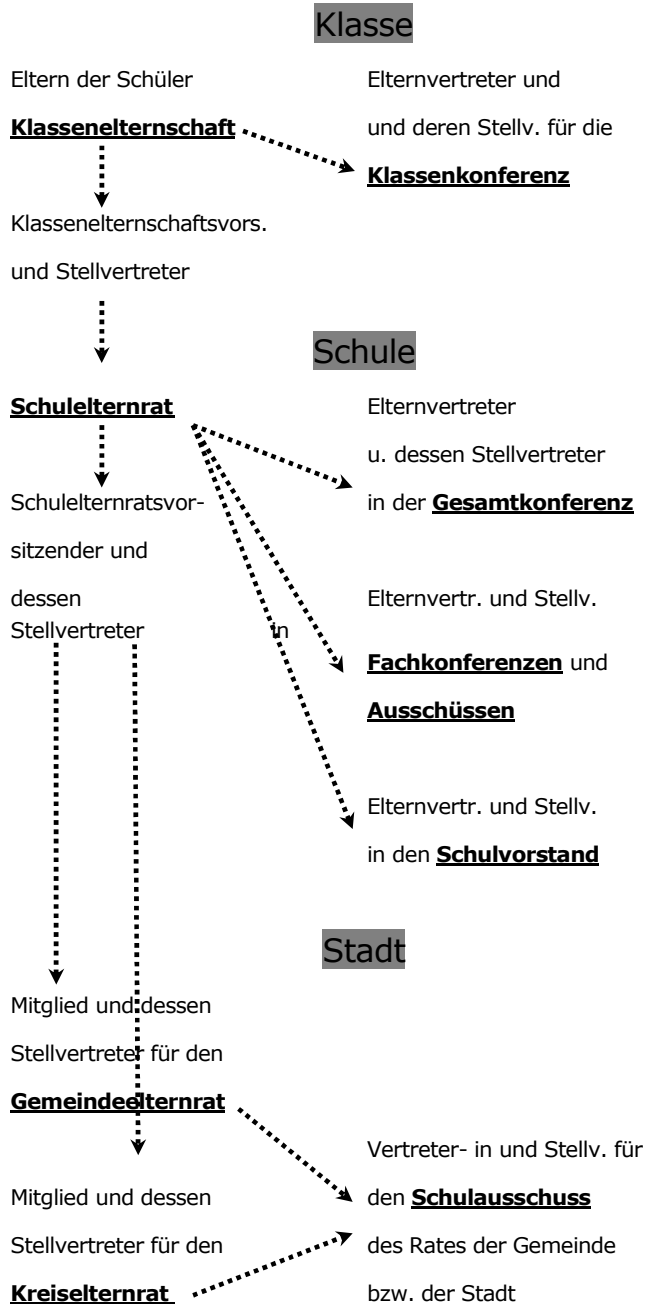 Klasse
Eltern der Schüler
Klassenelternschaft
Elternvertreter und
und deren Stellv. für die
Klassenkonferenz
Klassenelternschaftsvors.
und Stellvertreter
Schule
Schulelternrat
Schulelternratsvor-
sitzender und
dessen
Stellvertreter in
Elternvertreter
u. dessen Stellvertreter
in der Gesamtkonferenz
Elternvertr. und Stellv.
Fachkonferenzen und
Ausschüssen
Elternvertr. und Stellv.
in den Schulvorstand
Stadt
Mitglied und dessen
Stellvertreter für den
Gemeindeelternrat
Mitglied und dessen
Stellvertreter für den
Kreiselternrat
Vertreter- in und Stellv. für
den Schulausschuss
des Rates der Gemeinde
bzw. der Stadt